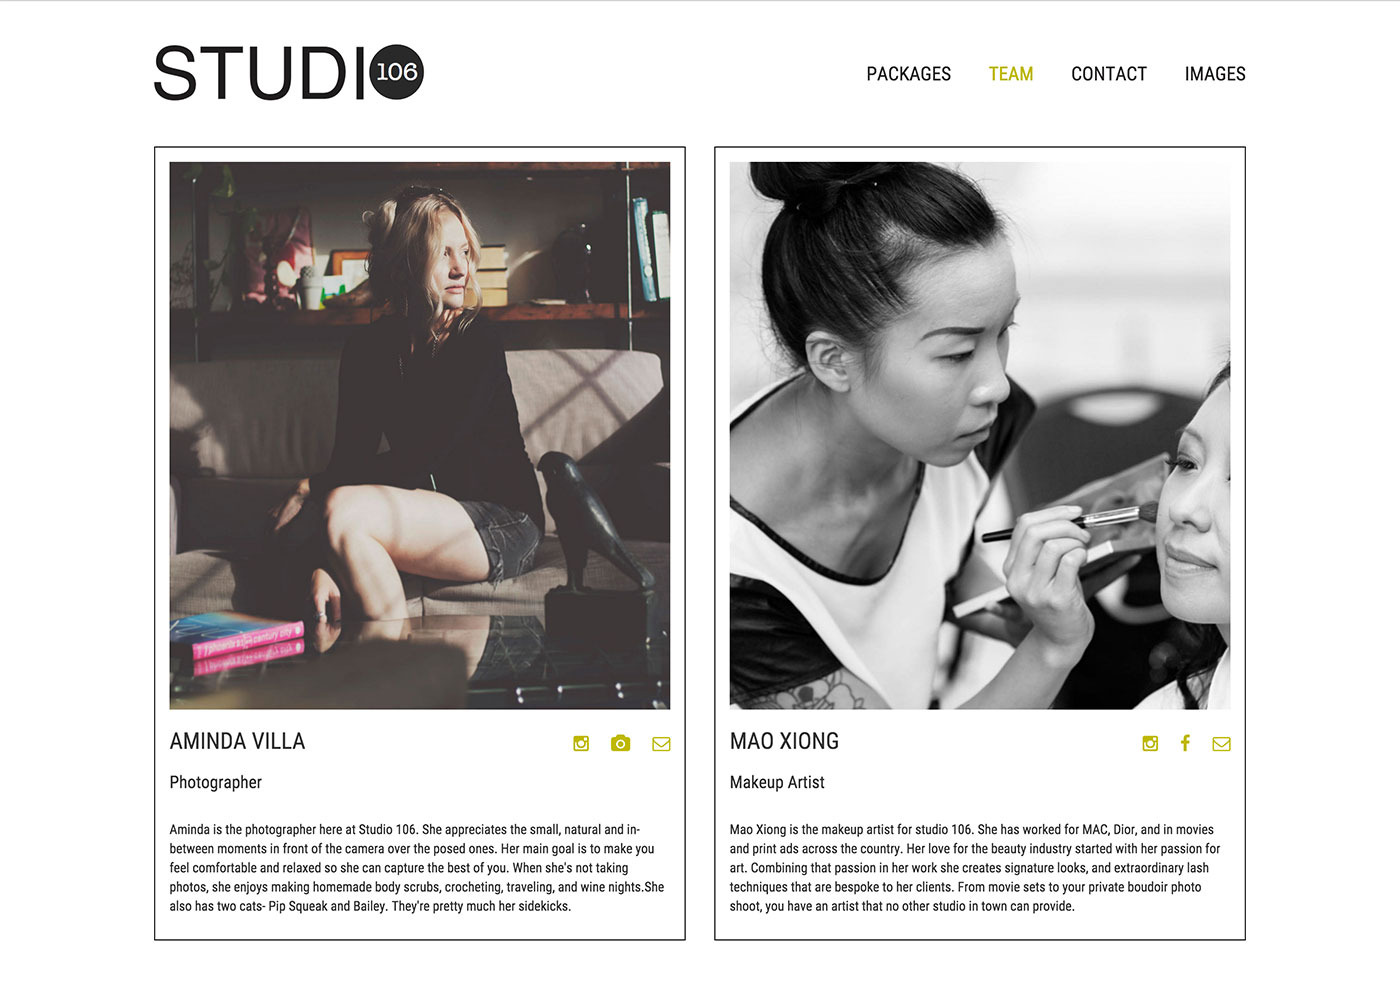 STUDIO 106
PACKAGES TEAM CONTACT IMAGES
century city
AMINDA VILLA
Photographer
Aminda is the photographer here at Studio 106. She appreciates the small, natural and in-
between moments in front of the camera over the posed ones. Her main goal is to make you
feel comfortable and relaxed so she can capture the best of you. When she's not taking
photos, she enjoys making homemade body scrubs, crocheting, traveling, and wine nights.She
also has two cats- Pip Squeak and Bailey. They're pretty much her sidekicks.
MAO XIONG
Makeup Artist
Mao Xiong is the makeup artist for studio 106. She has worked for MAC, Dior, and in movies
and print ads across the country. Her love for the beauty industry started with her passion for
art. Combining that passion in her work she creates signature looks, and extraordinary lash
techniques that are bespoke to her clients. From movie sets to your private boudoir photo
shoot, you have an artist that no other studio in town can provide.